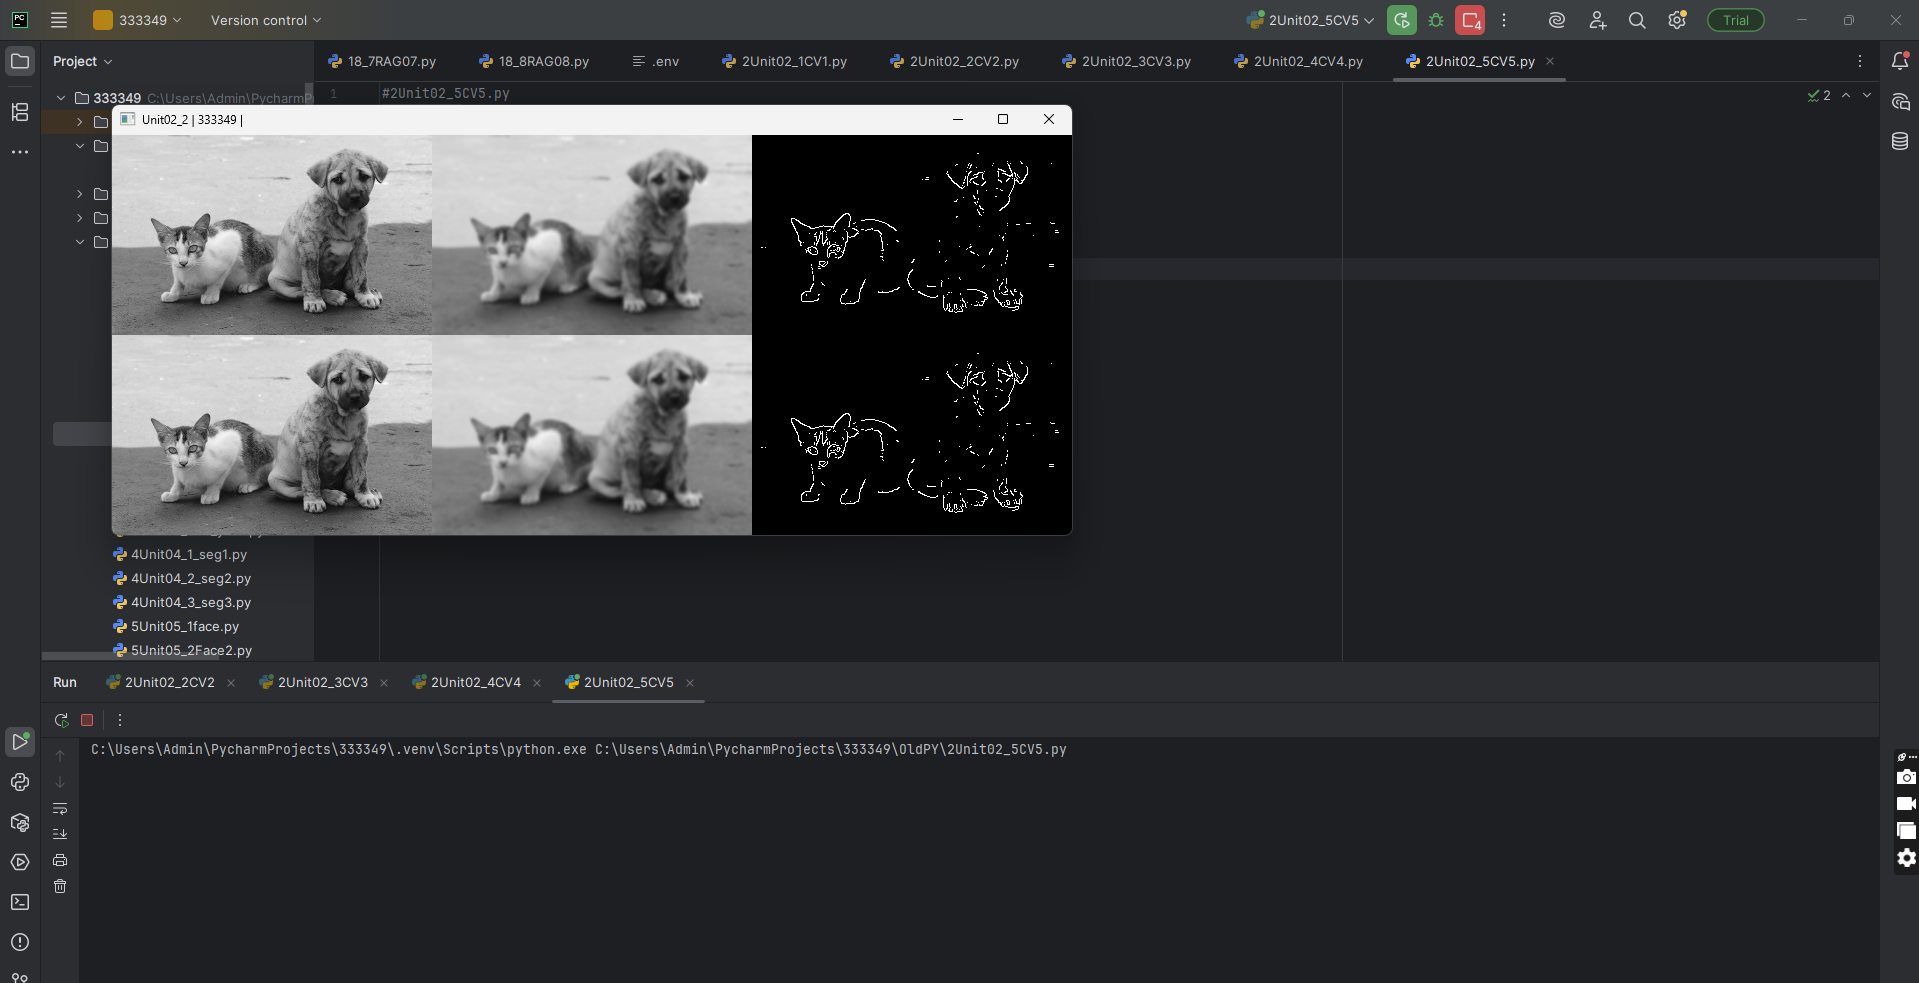 PC
333349
Version control
2Unit02_5CV5
4
Trial
Project
18_7RAG07.py
18_8RAG08.py
.env
2Unit02_1CV1.py
2Unit02_2CV2.py
2Unit02_3CV3.py
2Unit02_4CV4.py
2Unit02_5CV5.py
333349 C:\Users\Admin\PycharmP
1 #2Unit02_5CV5.py
2
Unit02_2 | 333349 |
4Unit04_1_seg1.py
4Unit04_2_seg2.py
4Unit04_3_seg3.py
5Unit05_1face.py
5Unit05_2Face2.py
Run
2Unit02_2CV2
2Unit02_3CV3
2Unit02_4CV4
2Unit02_5CV5
C:\Users\Admin\PycharmProjects\333349\.venv\Scripts\python.exe C:\Users\Admin\PycharmProjects\333349\OldPY\2Unit02_5CV5.py